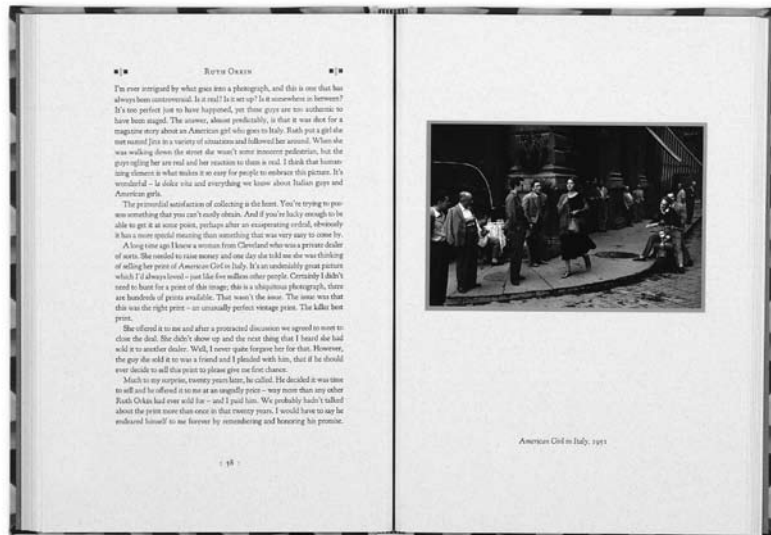 Ruth Orkin
I'm ever intrigued by what goes into a photograph, and this is one that has
always been controversial. Is it real? Is it set up? Is it somewhere in between?
It's too perfect just to have happened, yet these guys are too authentic to
have been staged. The answer, almost predictably, is that it was shot for a
magazine story about an American girl who goes to Italy. Ruth put a girl she
met named Jinx in a variety of situations and followed her around. When she
was walking down the street she wasn't some innocent pedestrian, but the
guys ogling her are real and her reaction to them is real. I think that human-
izing element is what makes it so easy for people to embrace this picture. It's
wonderful – la dolce vita and everything we know about Italian guys and
American girls.
The primordial satisfaction of collecting is the hunt. You're trying to pos-
sess something that you can't easily obtain. And if you're lucky enough to be
able to get it at some point, perhaps after an exasperating ordeal, obviously
it has a more special meaning than something that was very easy to come by.
A long time ago I knew a woman from Cleveland who was a private dealer
of sorts. She needed to raise money and one day she told me she was thinking
of selling her print of American Girl in Italy. It's an undeniably great picture
which I'd always loved – just like five million other people. Certainly I didn't
need to hunt for a print of this image; this is a ubiquitous photograph, there
are hundreds of prints available. That wasn't the issue. The issue was that
this was the right print – an unusually perfect vintage print. The killer best
print.
She offered it to me and after a protracted discussion we agreed to meet to
close the deal. She didn't show up and the next thing that I heard she had
sold it to another dealer. Well, I never quite forgave her for that. However,
the guy she sold it to was a friend and I pleaded with him, that if he should
ever decide to sell this print to please give me first chance.
Much to my surprise, twenty years later, he called. He decided it was time
to sell and he offered it to me at an ungodly print – way more than any other
Ruth Orkin had ever sold for – and I paid him. We probably hadn't talked
about the print more than once in that twenty years. I would have to say he
endeared himself to me forever by remembering and honoring his promise.
58
American Girl in Italy, 1951